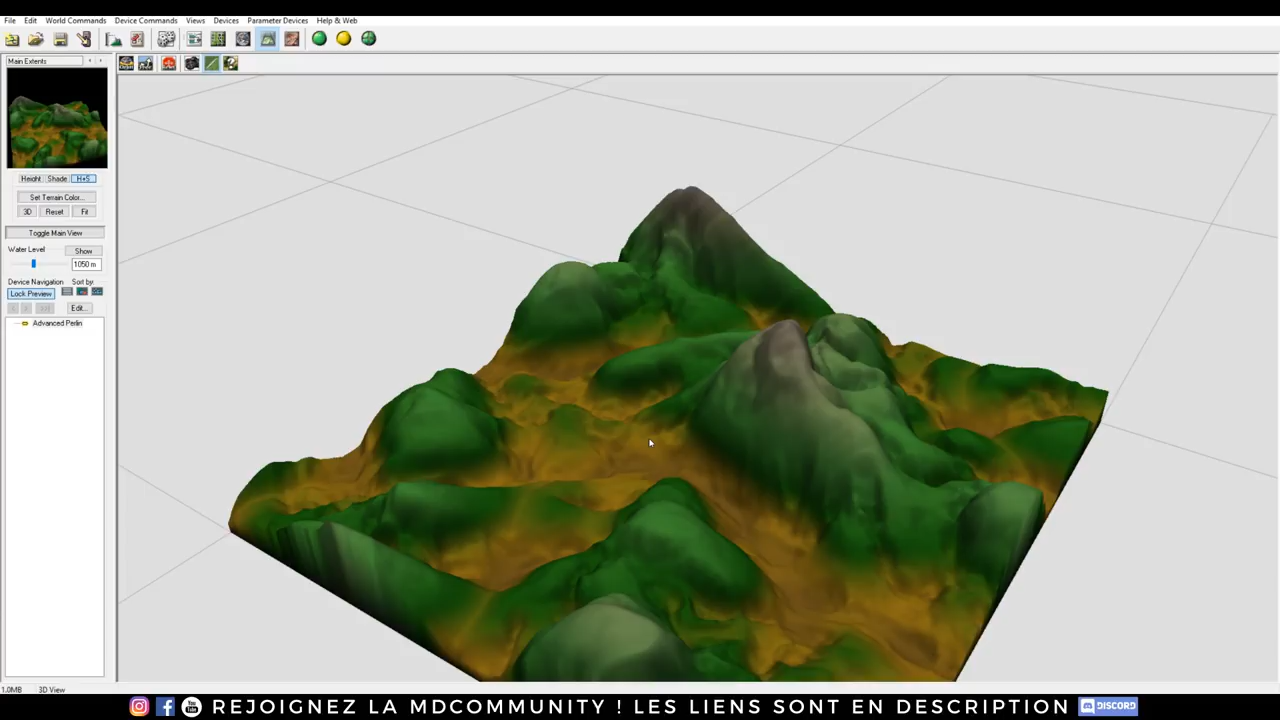 File Edit World Commands Device Commands Views Devices Parameter Devices Help & Web
Main Extents
Height Shade H+S
Set Terrain Color...
3D Reset Fit
Toggle Main View
Water Level Show
1050 m
Device Navigation Sort by:
Lock Preview
Edit...
Advanced Perlin
1.0MB 3D View
REJOIGNEZ LA MDCOMMUNITY ! LES LIENS SONT EN DESCRIPTION DISCORD